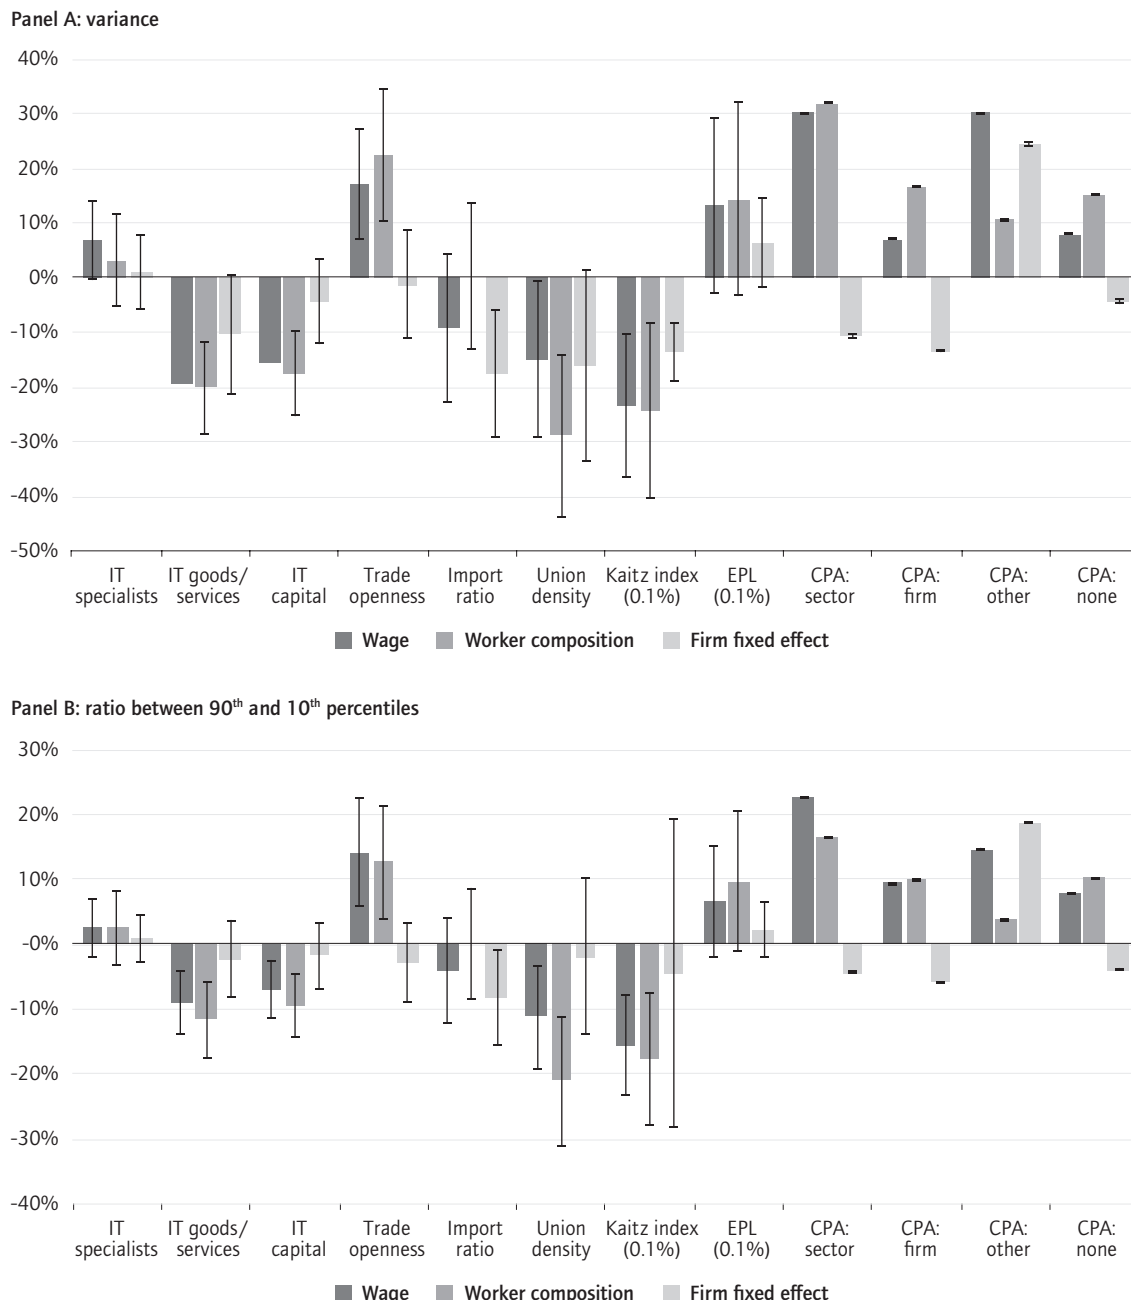 Panel A: variance
40%
30%
20%
10%
0%
-10%
-20%
-30%
-40%
-50%
IT specialists
IT goods/ services
IT capital
Trade openness
Import ratio
Union density
Kaitz index (0.1%)
EPL (0.1%)
CPA: sector
CPA: firm
CPA: other
CPA: none
Wage Worker composition Firm fixed effect
Panel B: ratio between 90th and 10th percentiles
30%
20%
10%
-0%
-10%
-20%
-30%
-40%
IT specialists
IT goods/ services
IT capital
Trade openness
Import ratio
Union density
Kaitz index (0.1%)
EPL (0.1%)
CPA: sector
CPA: firm
CPA: other
CPA: none
Wage Worker composition Firm fixed effect